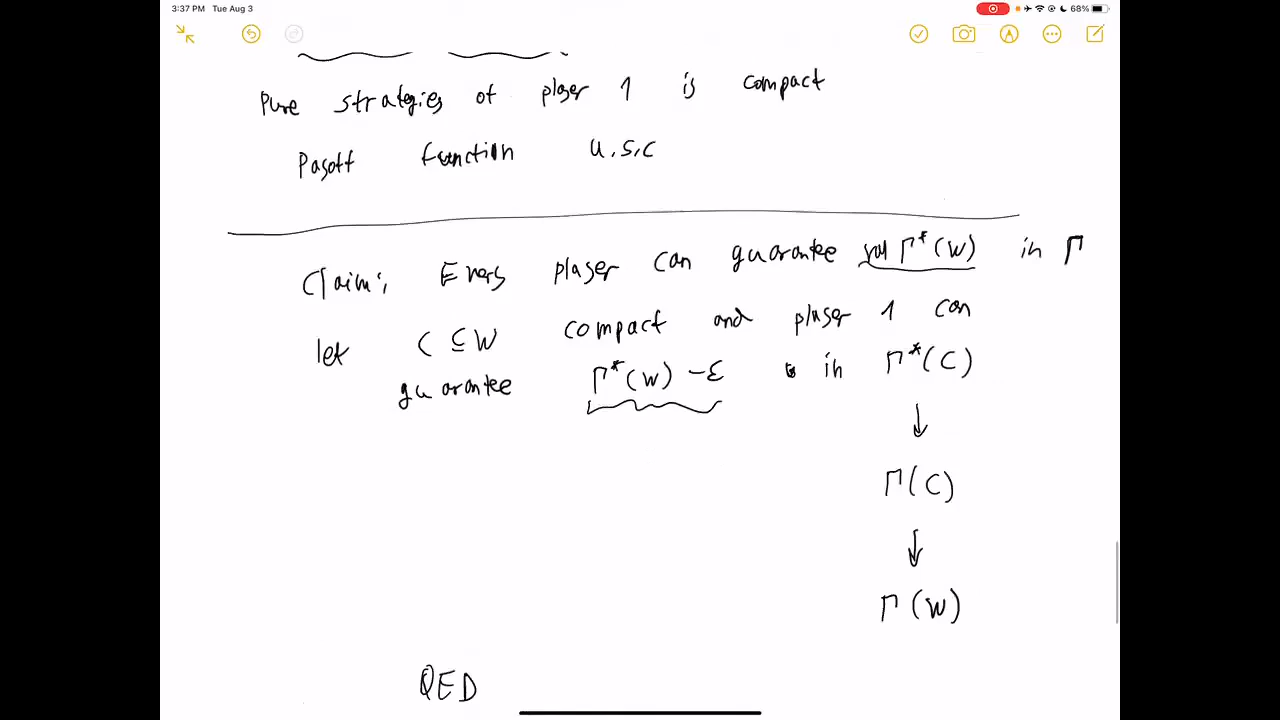 3:37 PM Tue Aug 3 68%
Pure strategies of player 1 is compact
Payoff function u.s.c
Claim: Every player can guarantee val Γ*(W) in Γ
let C ⊆ W compact and player 1 can
guarantee Γ*(W) - ε in Γ*(C)
↓
Γ(C)
↓
Γ(W)
QED